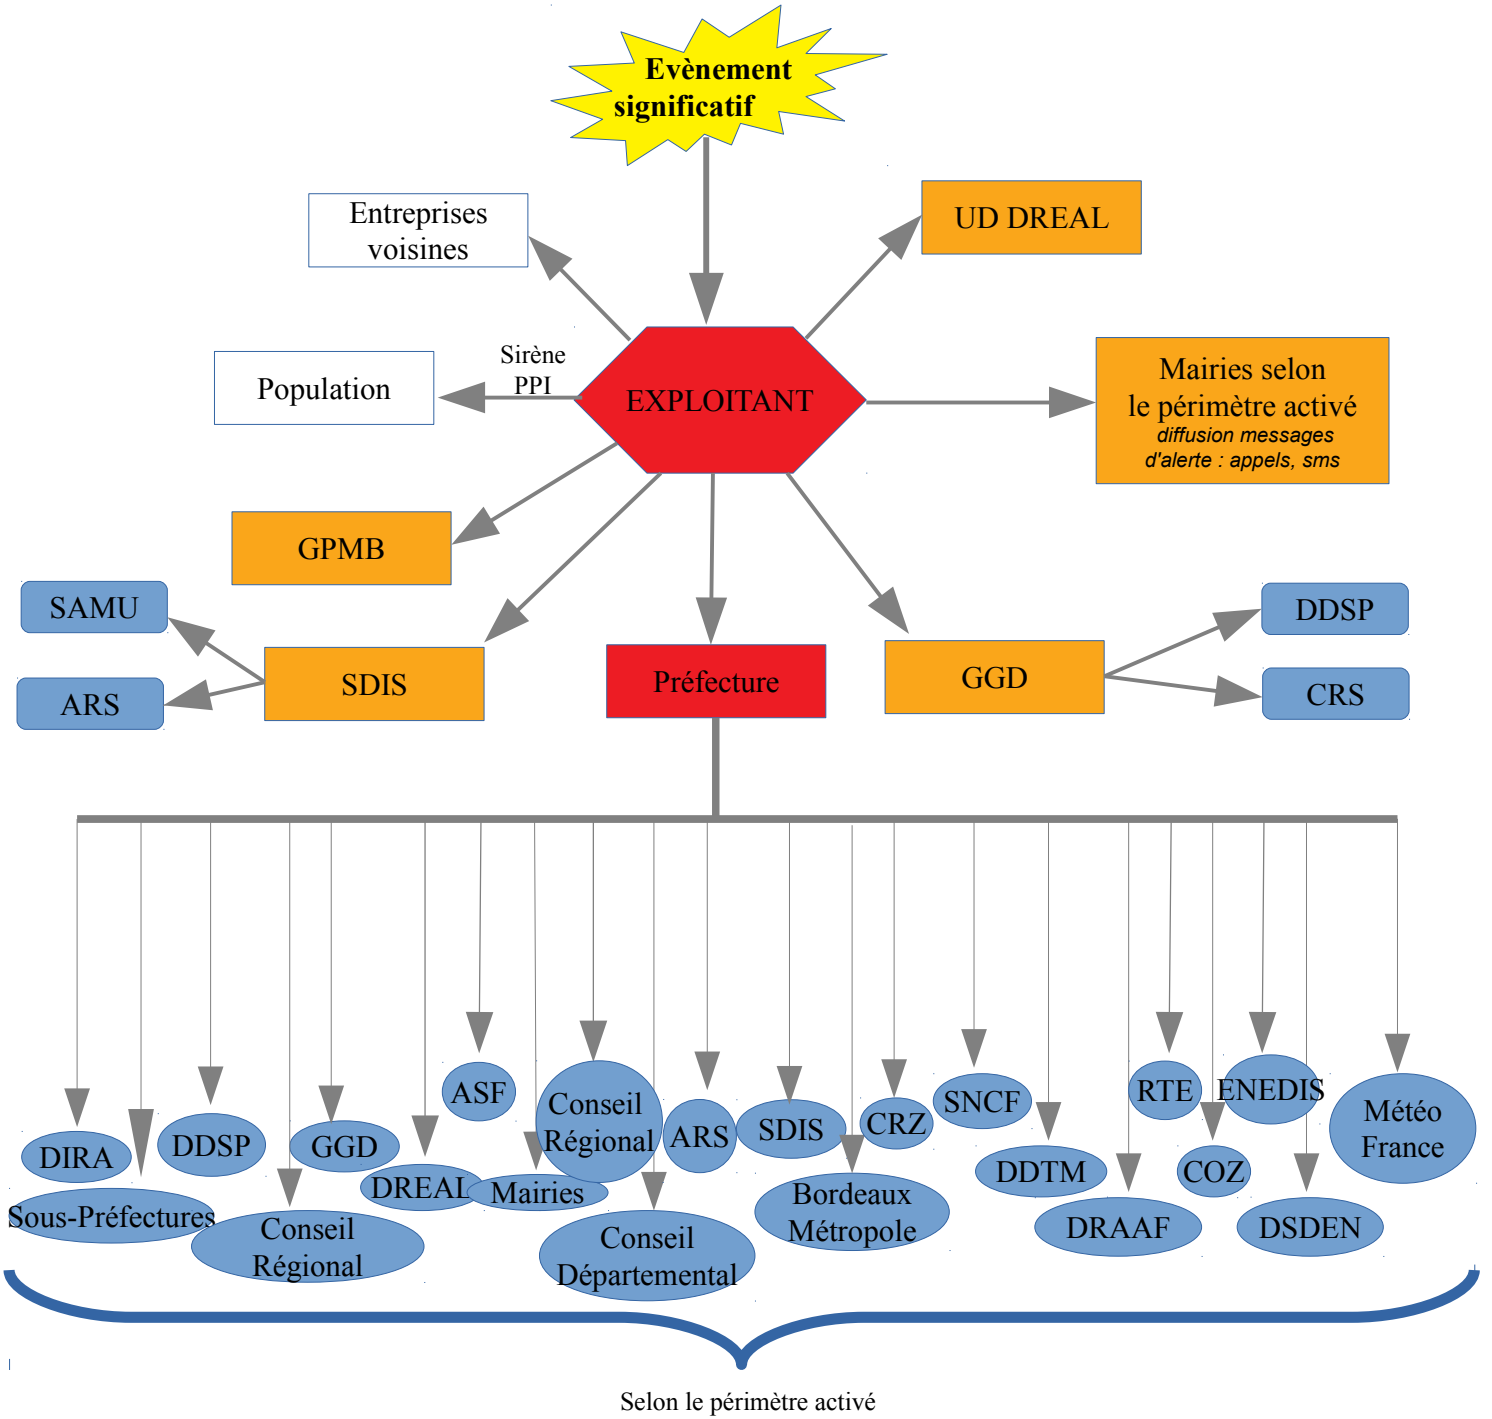 Evènement
significatif
Entreprises
voisines
UD DREAL
Sirène
PPI
Population
EXPLOITANT
Mairies selon
le périmètre activé
diffusion messages
d'alerte : appels, sms
GPMB
SAMU
ARS
SDIS
Préfecture
GGD
DDSP
CRS
DIRA
Sous-Préfectures
DDSP
Conseil
Régional
GGD
DREAL
ASF
Mairies
Conseil
Régional
Conseil
Départemental
ARS
SDIS
Bordeaux
Métropole
CRZ
SNCF
DDTM
DRAAF
RTE
COZ
ENEDIS
DSDEN
Météo
France
Selon le périmètre activé